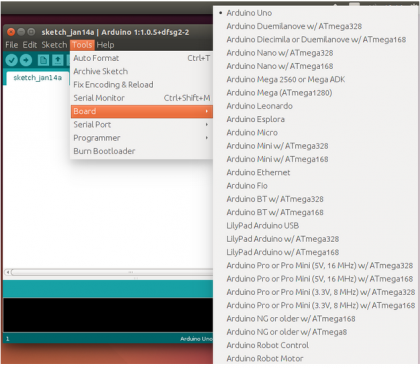 sketch_jan14a | Arduino 1:1.0.5+dfsg2-2
File Edit Sketch Tools Help
sketch_jan14a
Auto Format Ctrl+T
Archive Sketch
Fix Encoding & Reload
Serial Monitor Ctrl+Shift+M
Board
Serial Port
Programmer
Burn Bootloader
Arduino Uno
Arduino Duemilanove w/ ATmega328
Arduino Diecimila or Duemilanove w/ ATmega168
Arduino Nano w/ ATmega328
Arduino Nano w/ ATmega168
Arduino Mega 2560 or Mega ADK
Arduino Mega (ATmega1280)
Arduino Leonardo
Arduino Esplora
Arduino Micro
Arduino Mini w/ ATmega328
Arduino Mini w/ ATmega168
Arduino Ethernet
Arduino Fio
Arduino BT w/ ATmega328
Arduino BT w/ ATmega168
LilyPad Arduino USB
LilyPad Arduino w/ ATmega328
LilyPad Arduino w/ ATmega168
Arduino Pro or Pro Mini (5V, 16 MHz) w/ ATmega328
Arduino Pro or Pro Mini (5V, 16 MHz) w/ ATmega168
Arduino Pro or Pro Mini (3.3V, 8 MHz) w/ ATmega328
Arduino Pro or Pro Mini (3.3V, 8 MHz) w/ ATmega168
Arduino NG or older w/ ATmega168
Arduino NG or older w/ ATmega8
Arduino Robot Control
Arduino Robot Motor
1 Arduino Uno